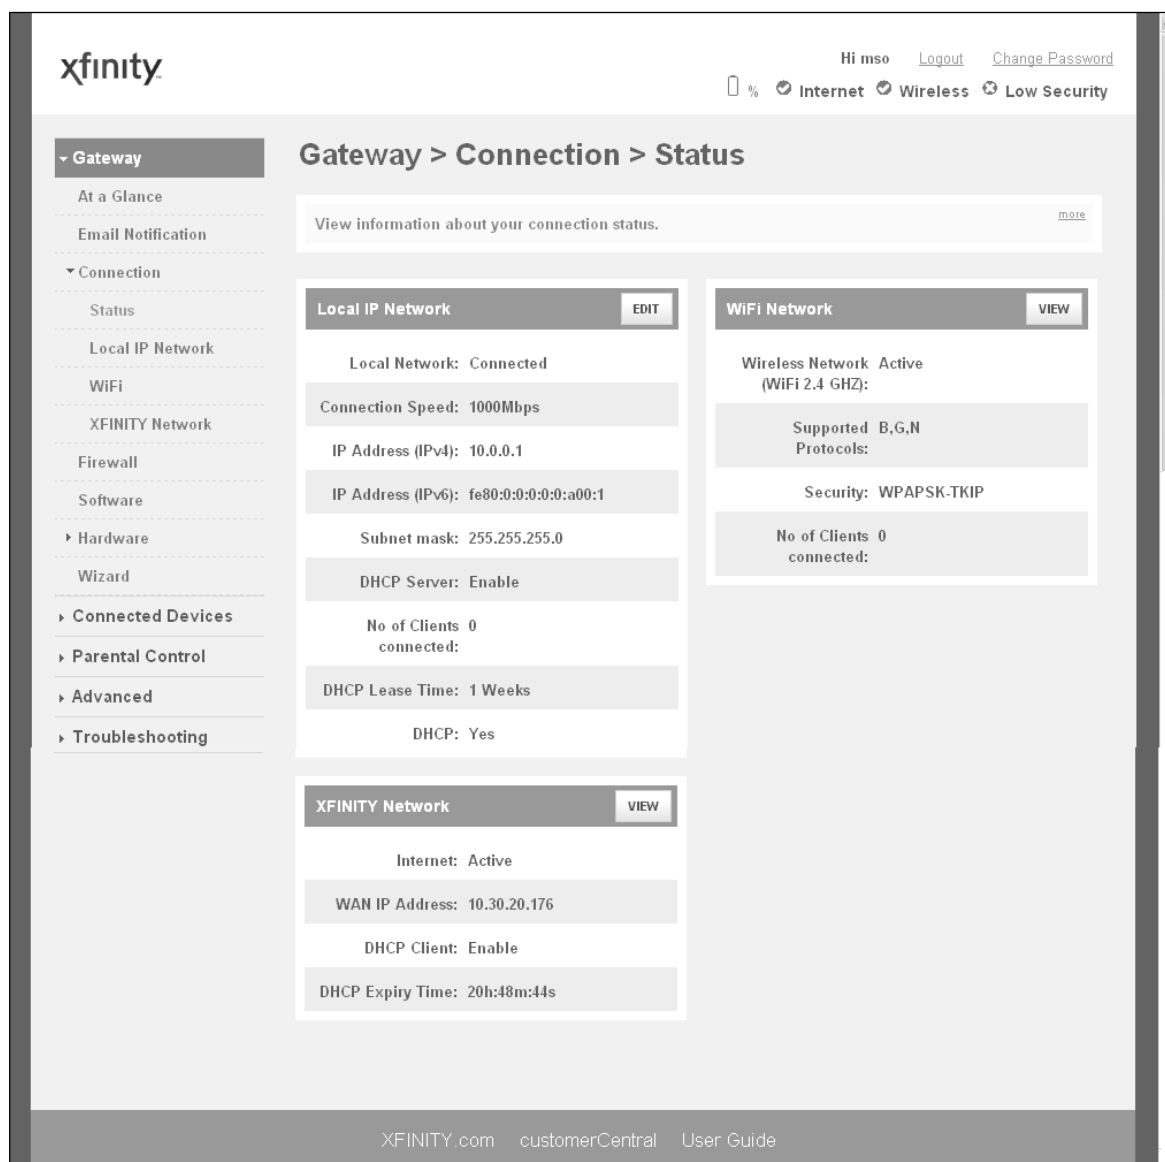 xfinity
Hi mso Logout Change Password
% Internet Wireless Low Security
Gateway
At a Glance
Email Notification
Connection
Status
Local IP Network
WiFi
XFINITY Network
Firewall
Software
Hardware
Wizard
Connected Devices
Parental Control
Advanced
Troubleshooting
Gateway > Connection > Status
View information about your connection status.
more
Local IP Network EDIT
Local Network: Connected
Connection Speed: 1000Mbps
IP Address (IPv4): 10.0.0.1
IP Address (IPv6): fe80:0:0:0:0:0:a00:1
Subnet mask: 255.255.255.0
DHCP Server: Enable
No of Clients 0
connected:
DHCP Lease Time: 1 Weeks
DHCP: Yes
WiFi Network VIEW
Wireless Network Active
(WiFi 2.4 GHZ):
Supported B,G,N
Protocols:
Security: WPAPSK-TKIP
No of Clients 0
connected:
XFINITY Network VIEW
Internet: Active
WAN IP Address: 10.30.20.176
DHCP Client: Enable
DHCP Expiry Time: 20h:48m:44s
XFINITY.com customerCentral User Guide